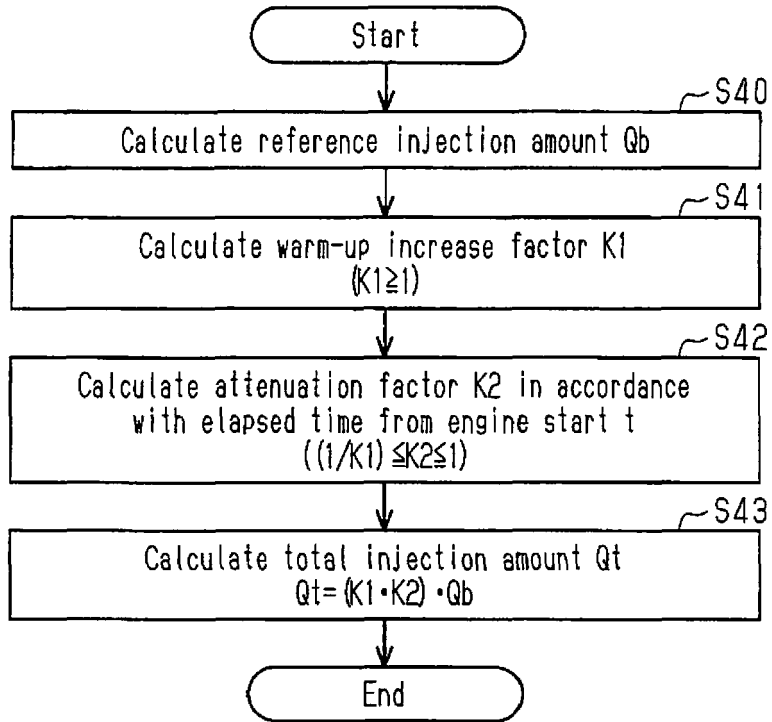 Start
S40
Calculate reference injection amount Qb
S41
Calculate warm-up increase factor K1
(K1≧1)
S42
Calculate attenuation factor K2 in accordance
with elapsed time from engine start t
((1/K1)≦K2≦1)
S43
Calculate total injection amount Qt
Qt=(K1·K2)·Qb
End